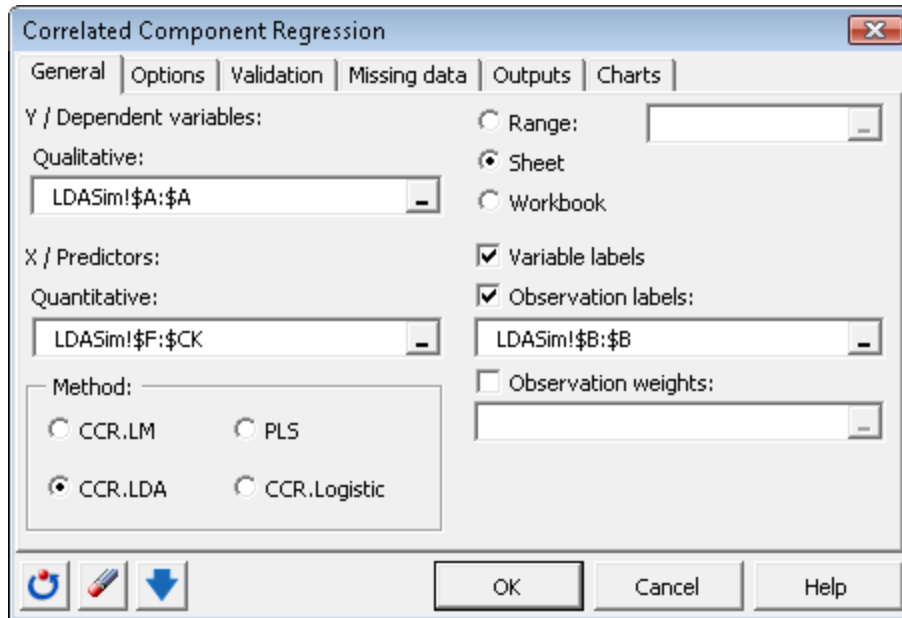 Correlated Component Regression
General Options Validation Missing data Outputs Charts
Y / Dependent variables:
Qualitative:
LDASim!$A:$A
X / Predictors:
Quantitative:
LDASim!$F:$CK
Method:
CCR.LM PLS
CCR.LDA CCR.Logistic
Range:
Sheet
Workbook
Variable labels
Observation labels:
LDASim!$B:$B
Observation weights:
OK Cancel Help